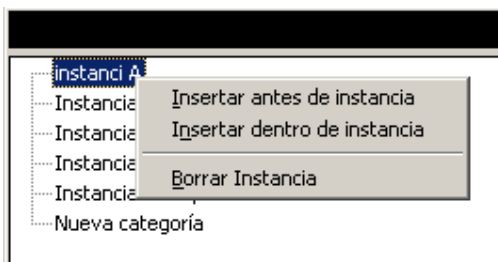 instanci A
Insertar antes de instancia
Instancia
Insertar dentro de instancia
Instancia
Instancia
Borrar Instancia
Instancia
Nueva categoría